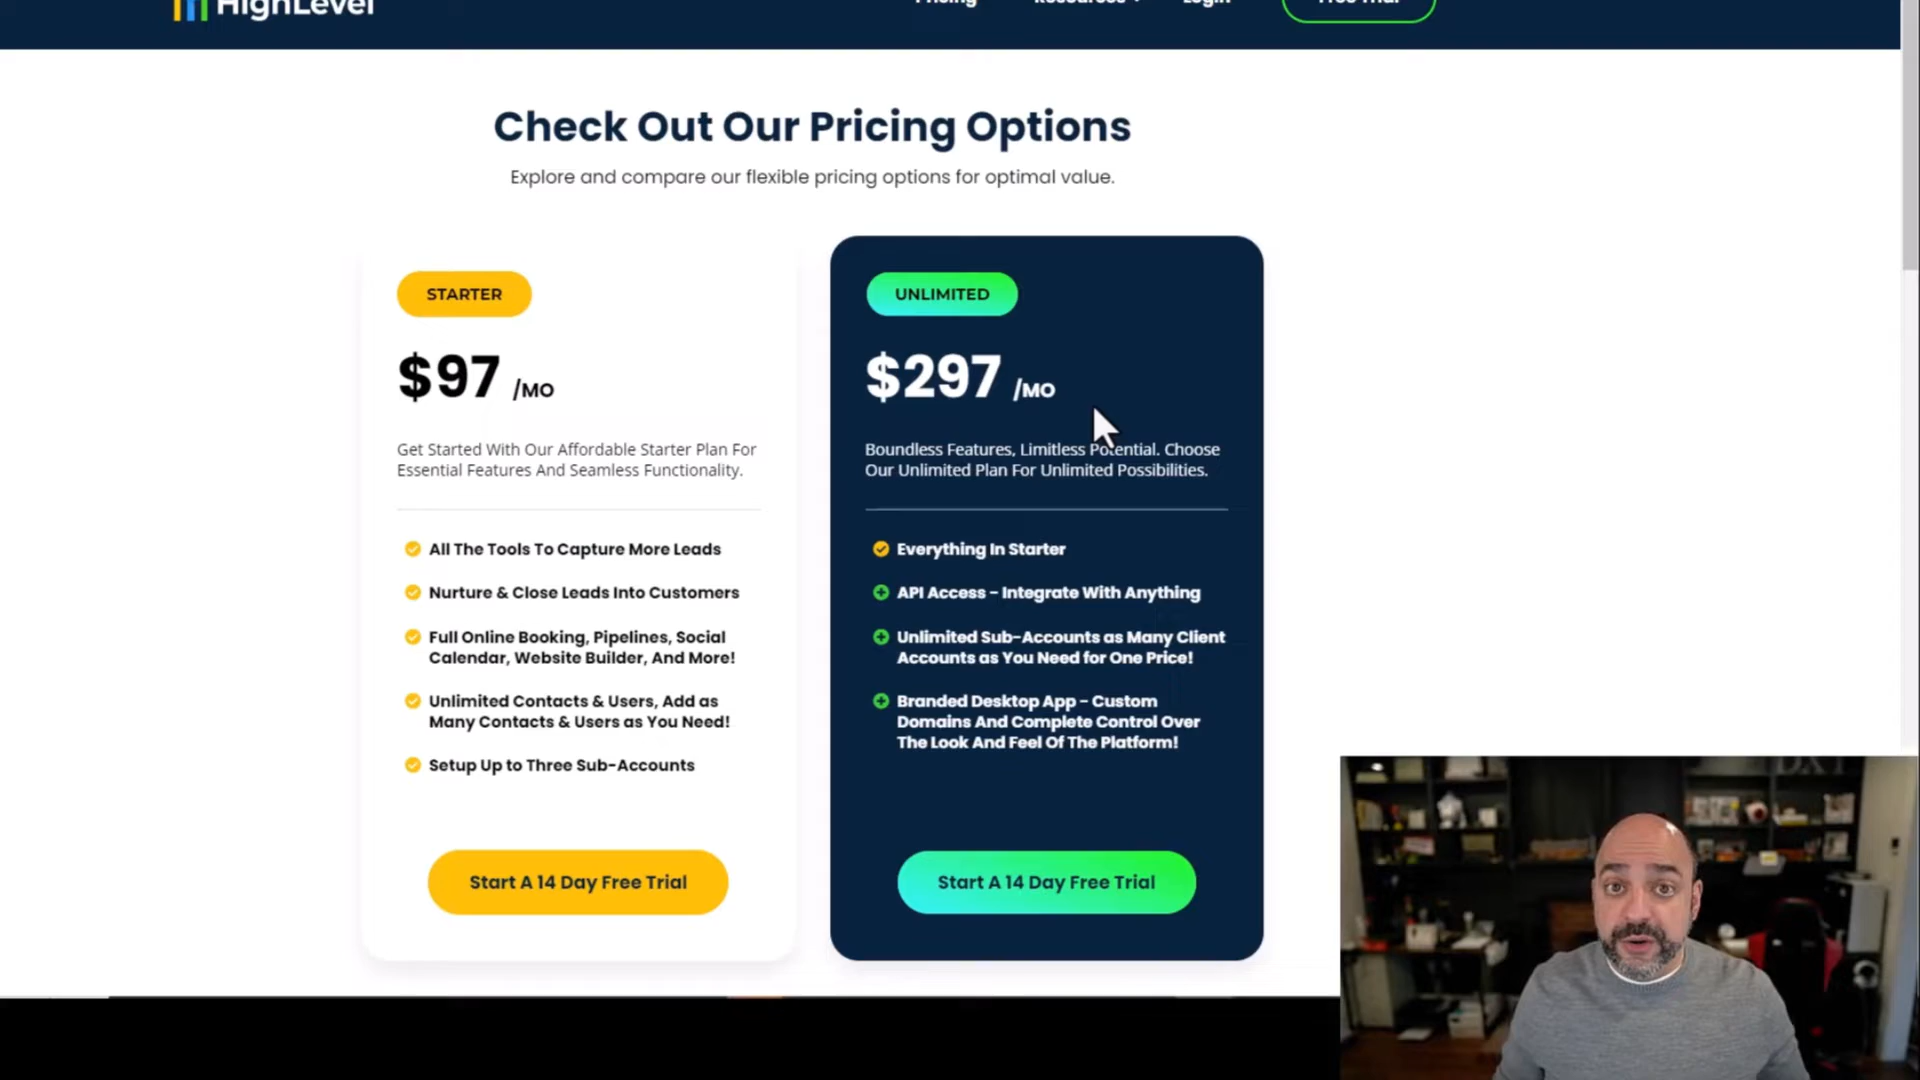 HighLevel
Pricing Resources Login Free Trial
Check Out Our Pricing Options
Explore and compare our flexible pricing options for optimal value.
STARTER
$97 /MO
Get Started With Our Affordable Starter Plan For
Essential Features And Seamless Functionality.
All The Tools To Capture More Leads
Nurture & Close Leads Into Customers
Full Online Booking, Pipelines, Social
Calendar, Website Builder, And More!
Unlimited Contacts & Users, Add as
Many Contacts & Users as You Need!
Setup Up to Three Sub-Accounts
Start A 14 Day Free Trial
UNLIMITED
$297 /MO
Boundless Features, Limitless Potential. Choose
Our Unlimited Plan For Unlimited Possibilities.
Everything In Starter
API Access - Integrate With Anything
Unlimited Sub-Accounts as Many Client
Accounts as You Need for One Price!
Branded Desktop App - Custom
Domains And Complete Control Over
The Look And Feel Of The Platform!
Start A 14 Day Free Trial